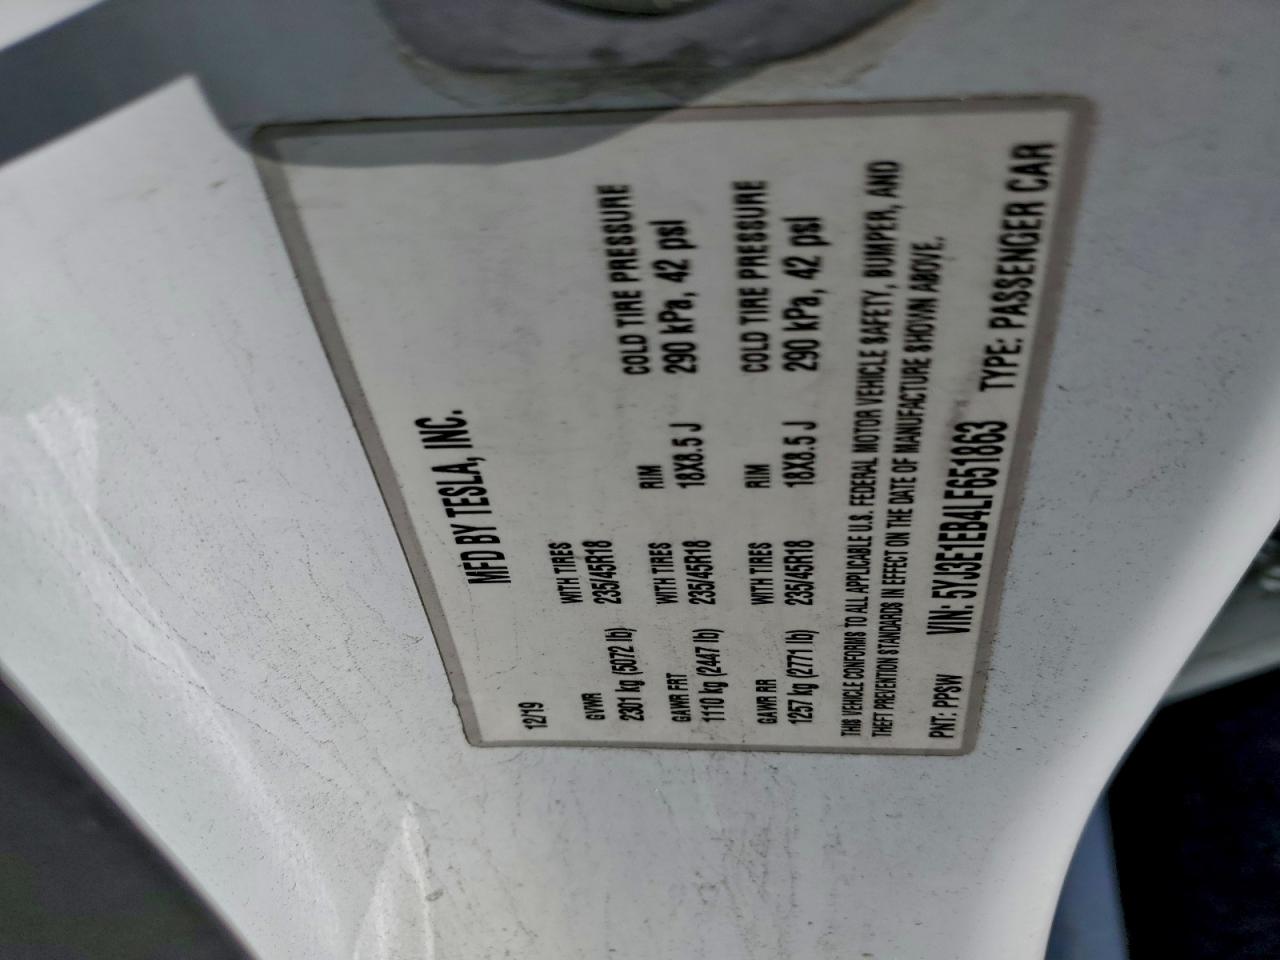 MFD BY TESLA, INC.
12/19
GVWR WITH TIRES
2301 kg (5072 lb) 235/45R18
GAWR FRT WITH TIRES RIM COLD TIRE PRESSURE
1110 kg (2447 lb) 235/45R18 18X8.5 J 290 kPa, 42 psi
GAWR RR WITH TIRES RIM COLD TIRE PRESSURE
1257 kg (2771 lb) 235/45R18 18X8.5 J 290 kPa, 42 psi
THIS VEHICLE CONFORMS TO ALL APPLICABLE U.S. FEDERAL MOTOR VEHICLE SAFETY, BUMPER, AND
THEFT PREVENTION STANDARDS IN EFFECT ON THE DATE OF MANUFACTURE SHOWN ABOVE.
PNT: PPSW VIN: 5YJ3E1EB4LF651863 TYPE: PASSENGER CAR